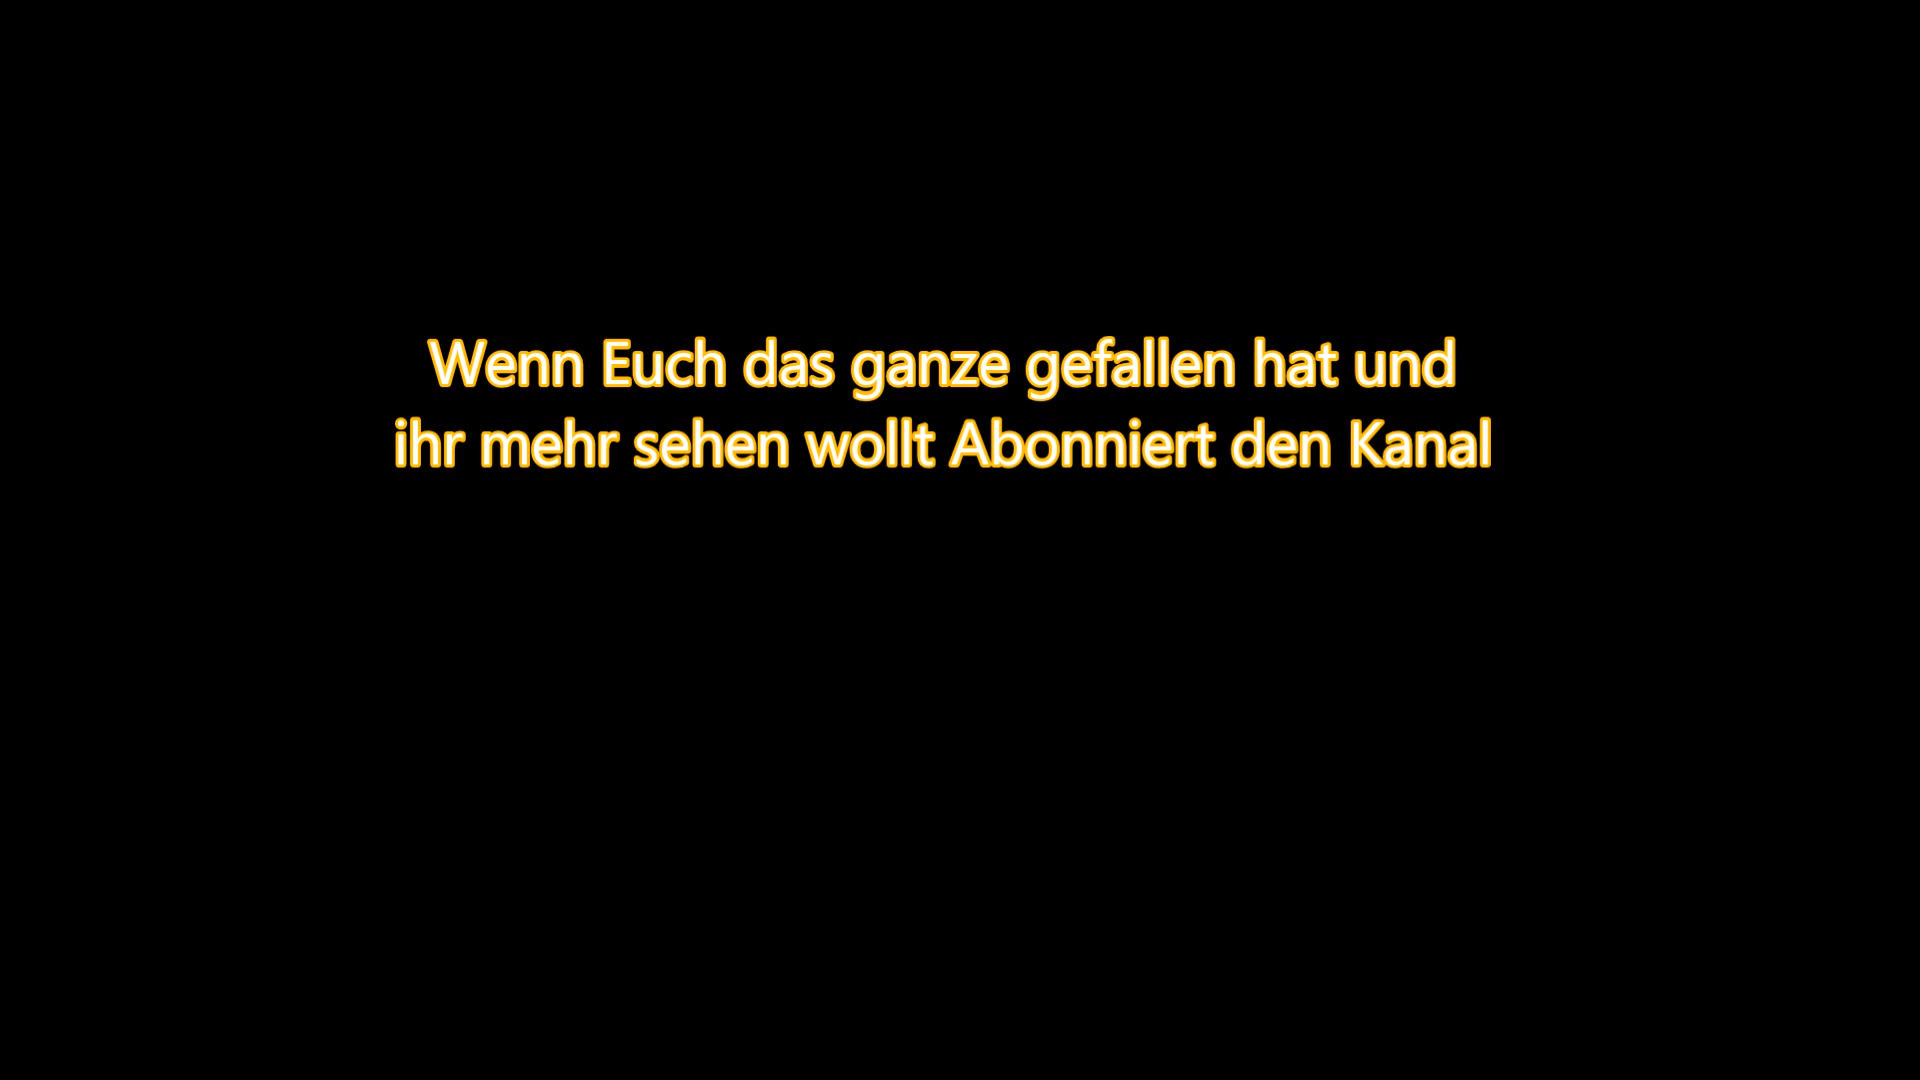 Wenn Euch das ganze gefallen hat und
ihr mehr sehen wollt Abonniert den Kanal